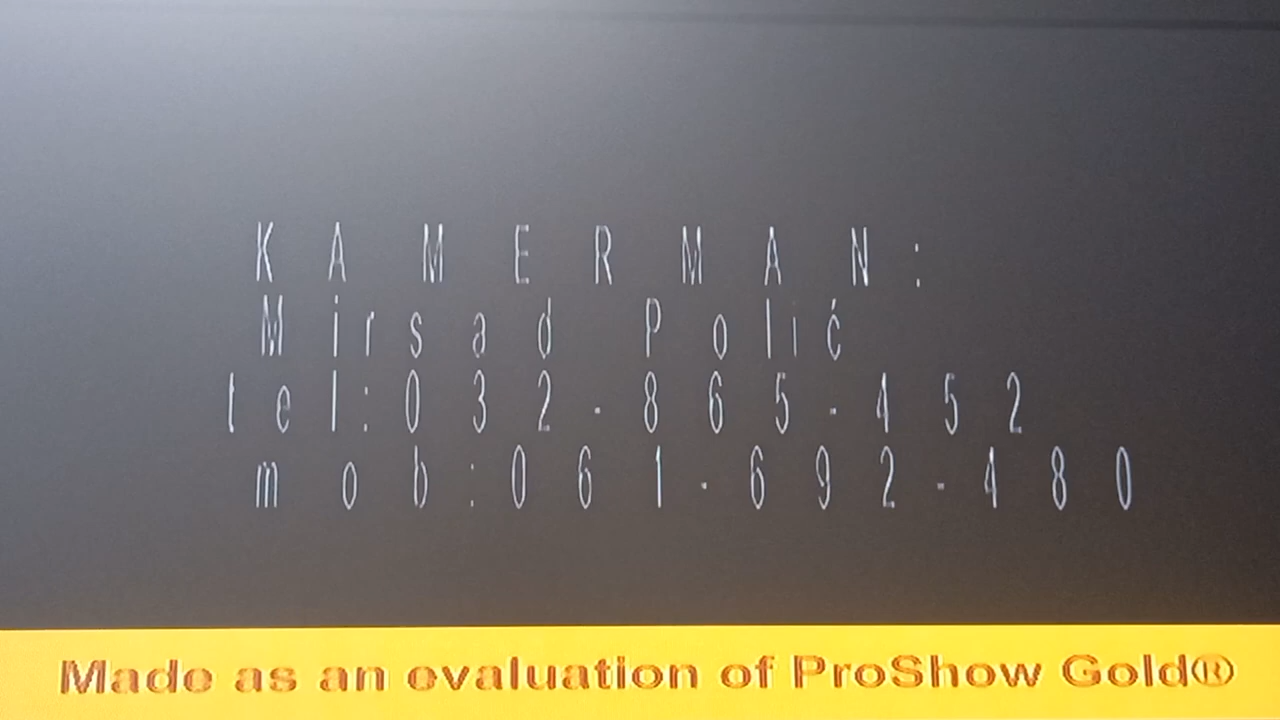 KAMERMAN:
Mirsad Polić
tel:032-865-452
mob:061-692-480
Made as an evaluation of ProShow Gold®